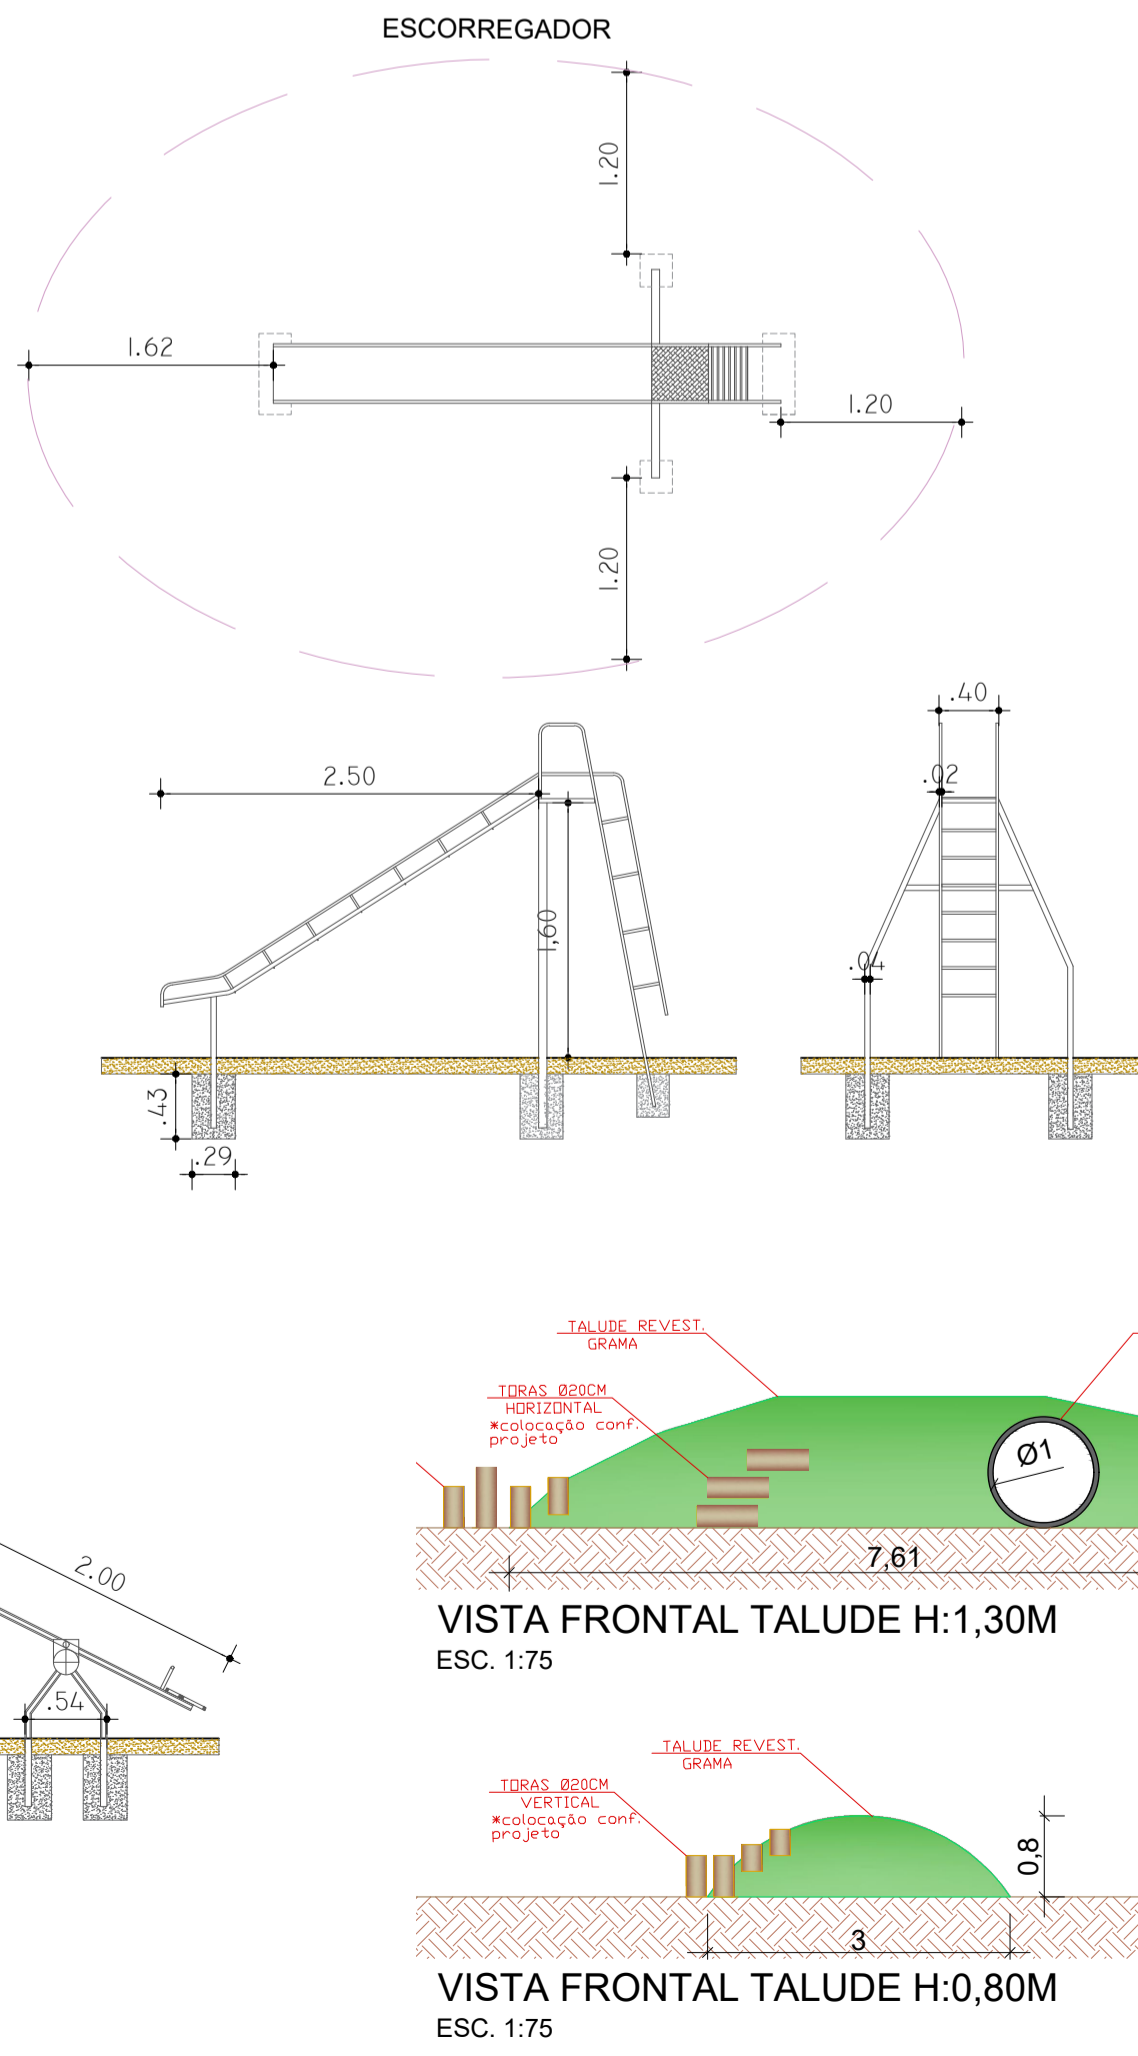 ESCORREGADOR
1.20
1.62
1.20
1.20
.40
2.50
.02
1,60
.04
.43
.29
TALUDE REVEST.
GRAMA
TORAS Ø20CM
HORIZONTAL
*colocação conf.
projeto
Ø1
7,61
VISTA FRONTAL TALUDE H:1,30M
ESC. 1:75
2.00
.54
TALUDE REVEST.
GRAMA
TORAS Ø20CM
VERTICAL
*colocação conf.
projeto
0,8
3
VISTA FRONTAL TALUDE H:0,80M
ESC. 1:75